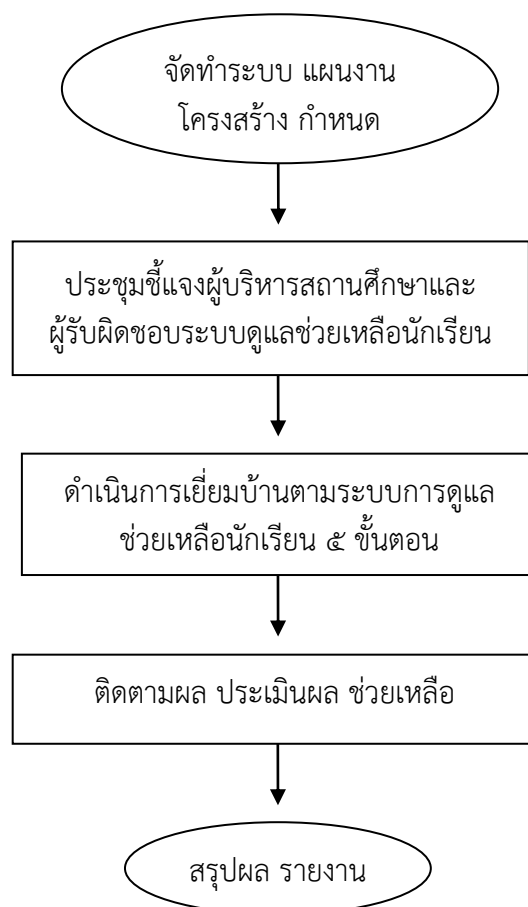 จัดทำระบบ แผนงาน
โครงสร้าง กำหนด
ประชุมชี้แจงผู้บริหารสถานศึกษาและ
ผู้รับผิดชอบระบบดูแลช่วยเหลือนักเรียน
ดำเนินการเยี่ยมบ้านตามระบบการดูแล
ช่วยเหลือนักเรียน ๕ ขั้นตอน
ติดตามผล ประเมินผล ช่วยเหลือ
สรุปผล รายงาน